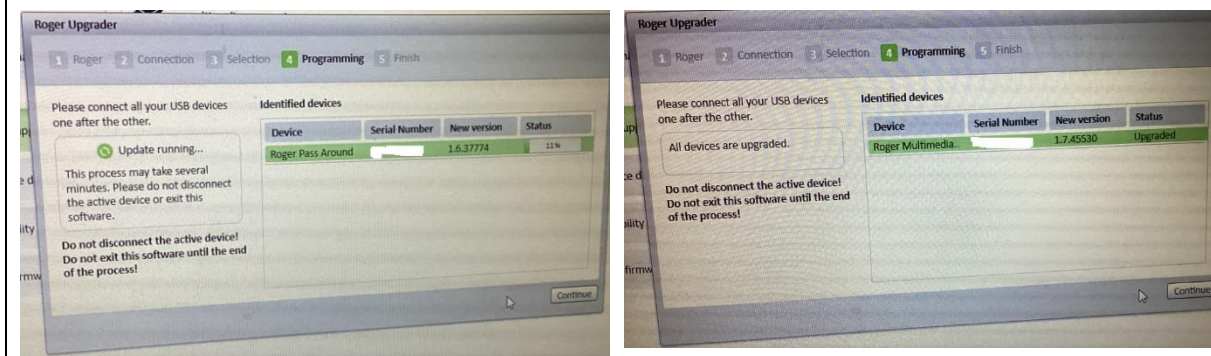 Roger Upgrader
1 Roger 2 Connection 3 Selection 4 Programming 5 Finish
Please connect all your USB devices
one after the other.
Update running...
This process may take several
minutes. Please do not disconnect
the active device or exit this
software.
Do not disconnect the active device!
Do not exit this software until the end
of the process!
Identified devices
Device Serial Number New version Status
Roger Pass Around 1.6.37774 11%
Continue
Roger Upgrader
1 Roger 2 Connection 3 Selection 4 Programming 5 Finish
Please connect all your USB devices
one after the other.
All devices are upgraded.
Do not disconnect the active device!
Do not exit this software until the end
of the process!
Identified devices
Device Serial Number New version Status
Roger Multimedia.. 1.7.45530 Upgraded
Continue